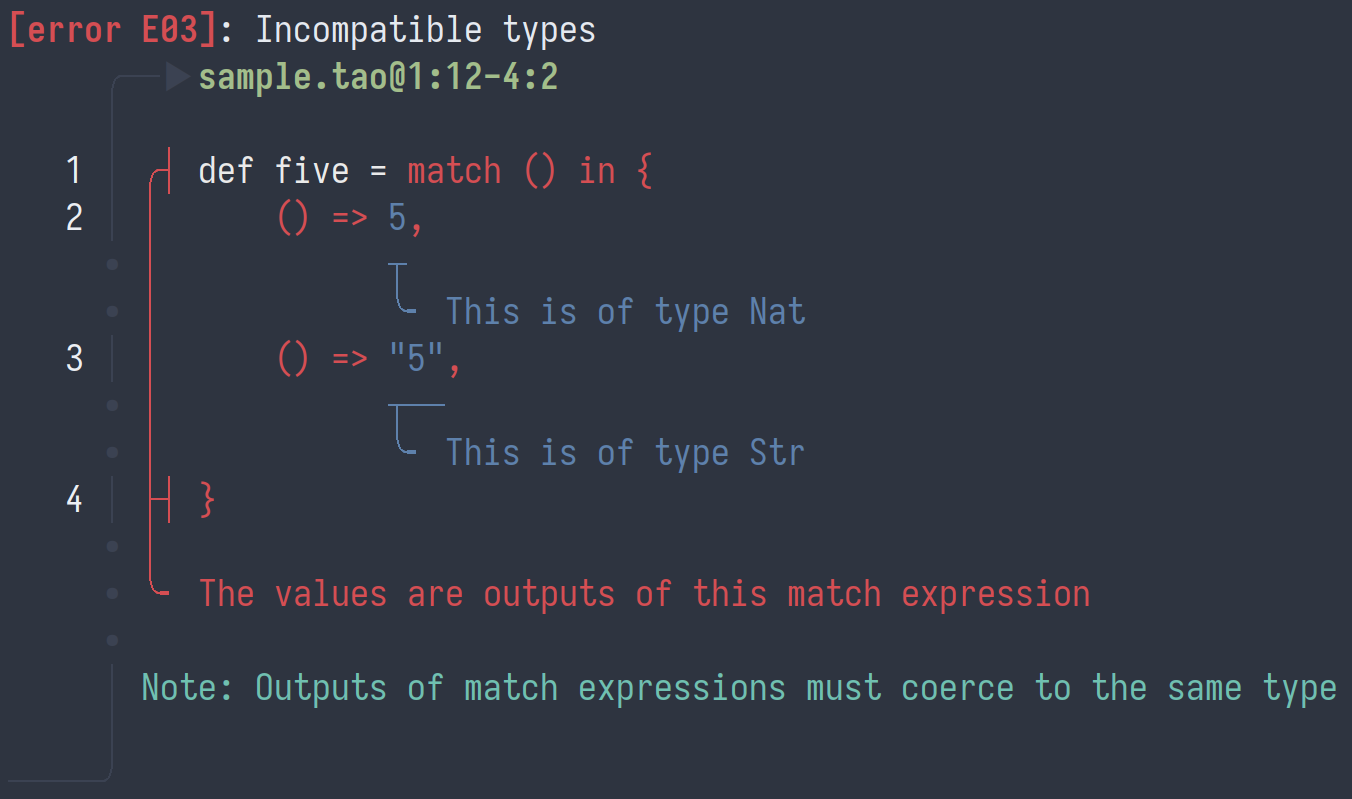 [error E03]: Incompatible types
sample.tao@1:12-4:2
1 def five = match () in {
2 () => 5,
This is of type Nat
3 () => "5",
This is of type Str
4 }
The values are outputs of this match expression
Note: Outputs of match expressions must coerce to the same type